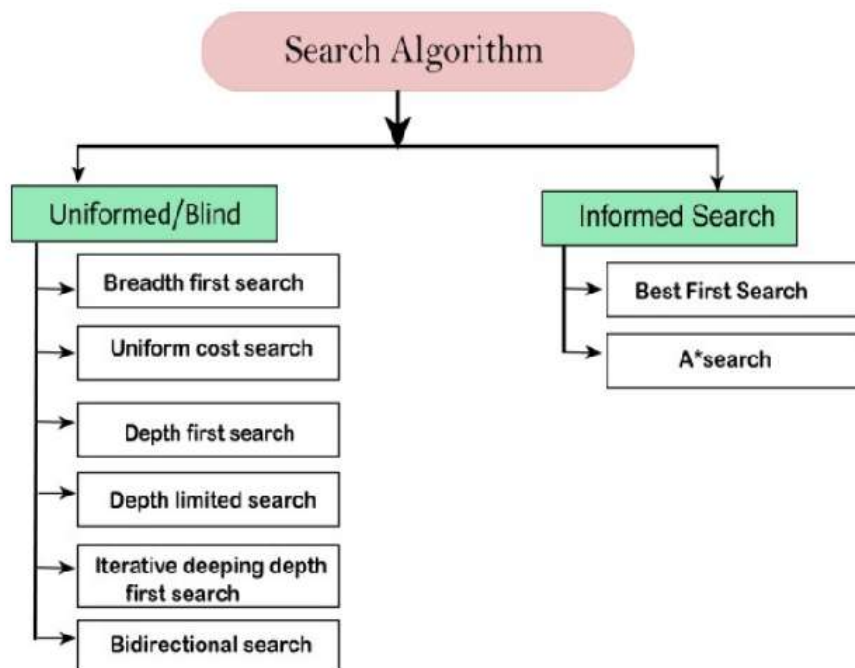 Search Algorithm
Uniformed/Blind
Breadth first search
Uniform cost search
Depth first search
Depth limited search
Iterative deeping depth
first search
Bidirectional search
Informed Search
Best First Search
A*search